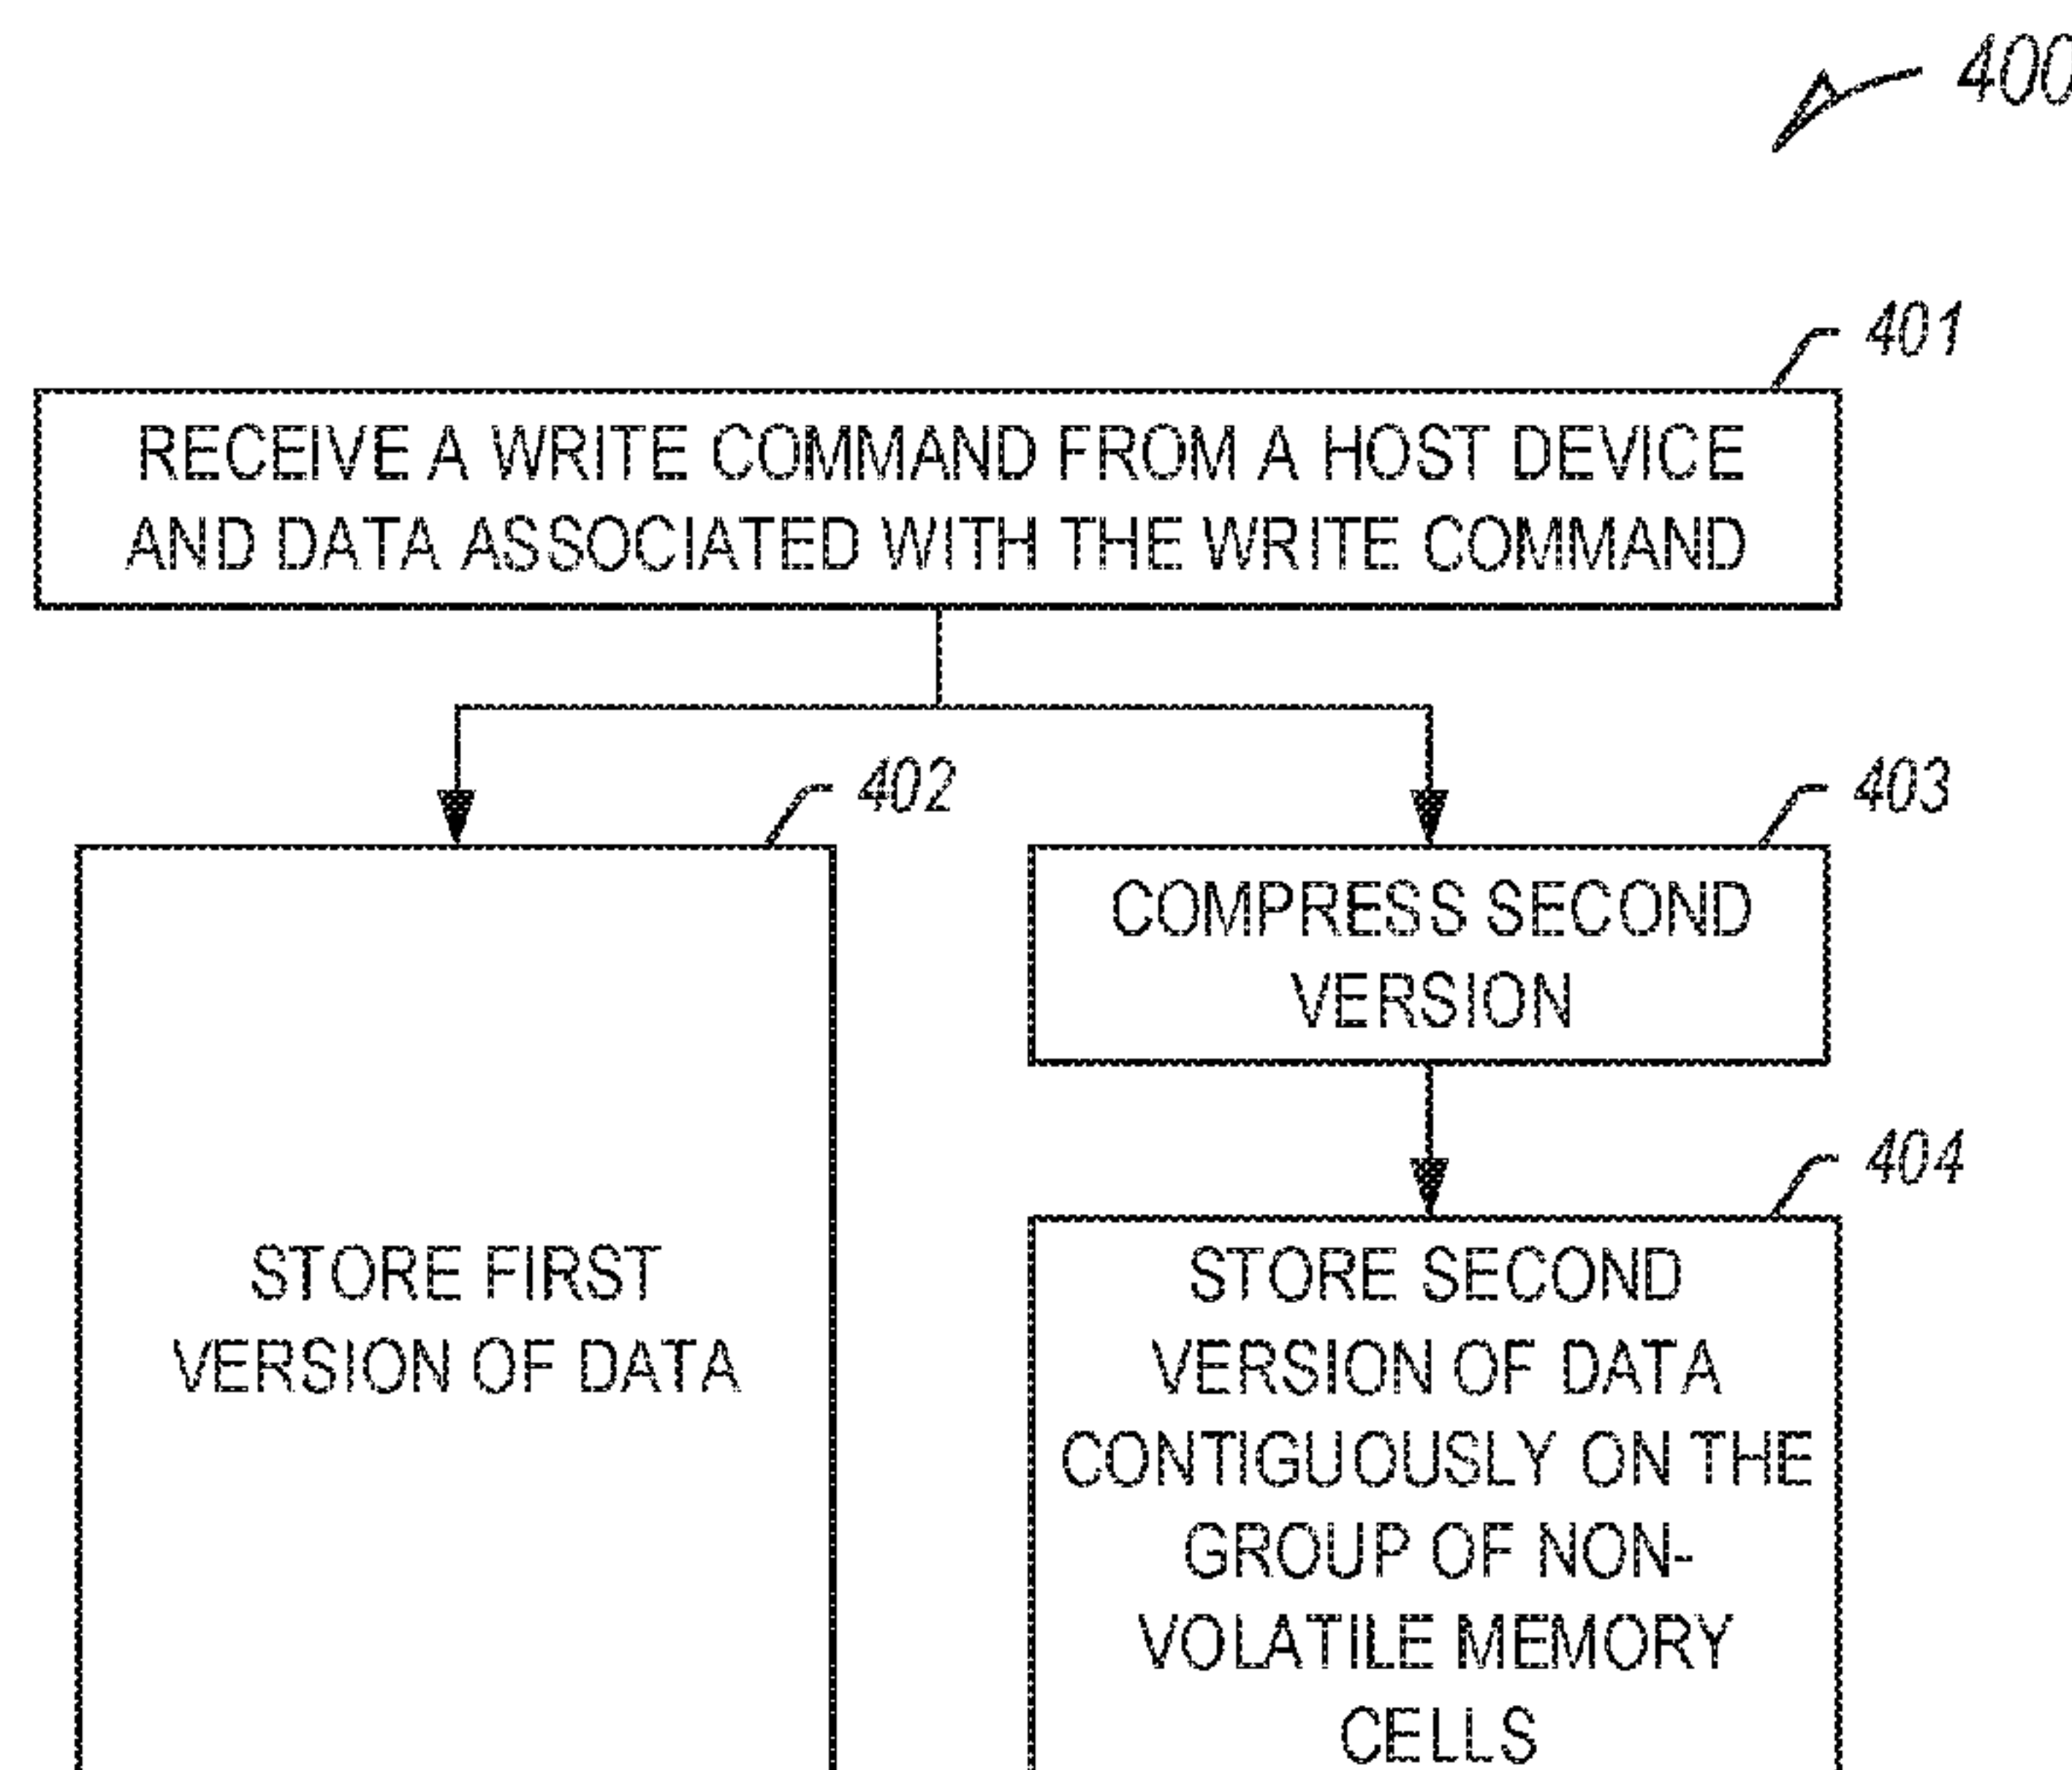 400
401
RECEIVE A WRITE COMMAND FROM A HOST DEVICE
AND DATA ASSOCIATED WITH THE WRITE COMMAND
402
403
COMPRESS SECOND
VERSION
404
STORE FIRST
VERSION OF DATA
STORE SECOND
VERSION OF DATA
CONTIGUOUSLY ON THE
GROUP OF NON-
VOLATILE MEMORY
CELLS